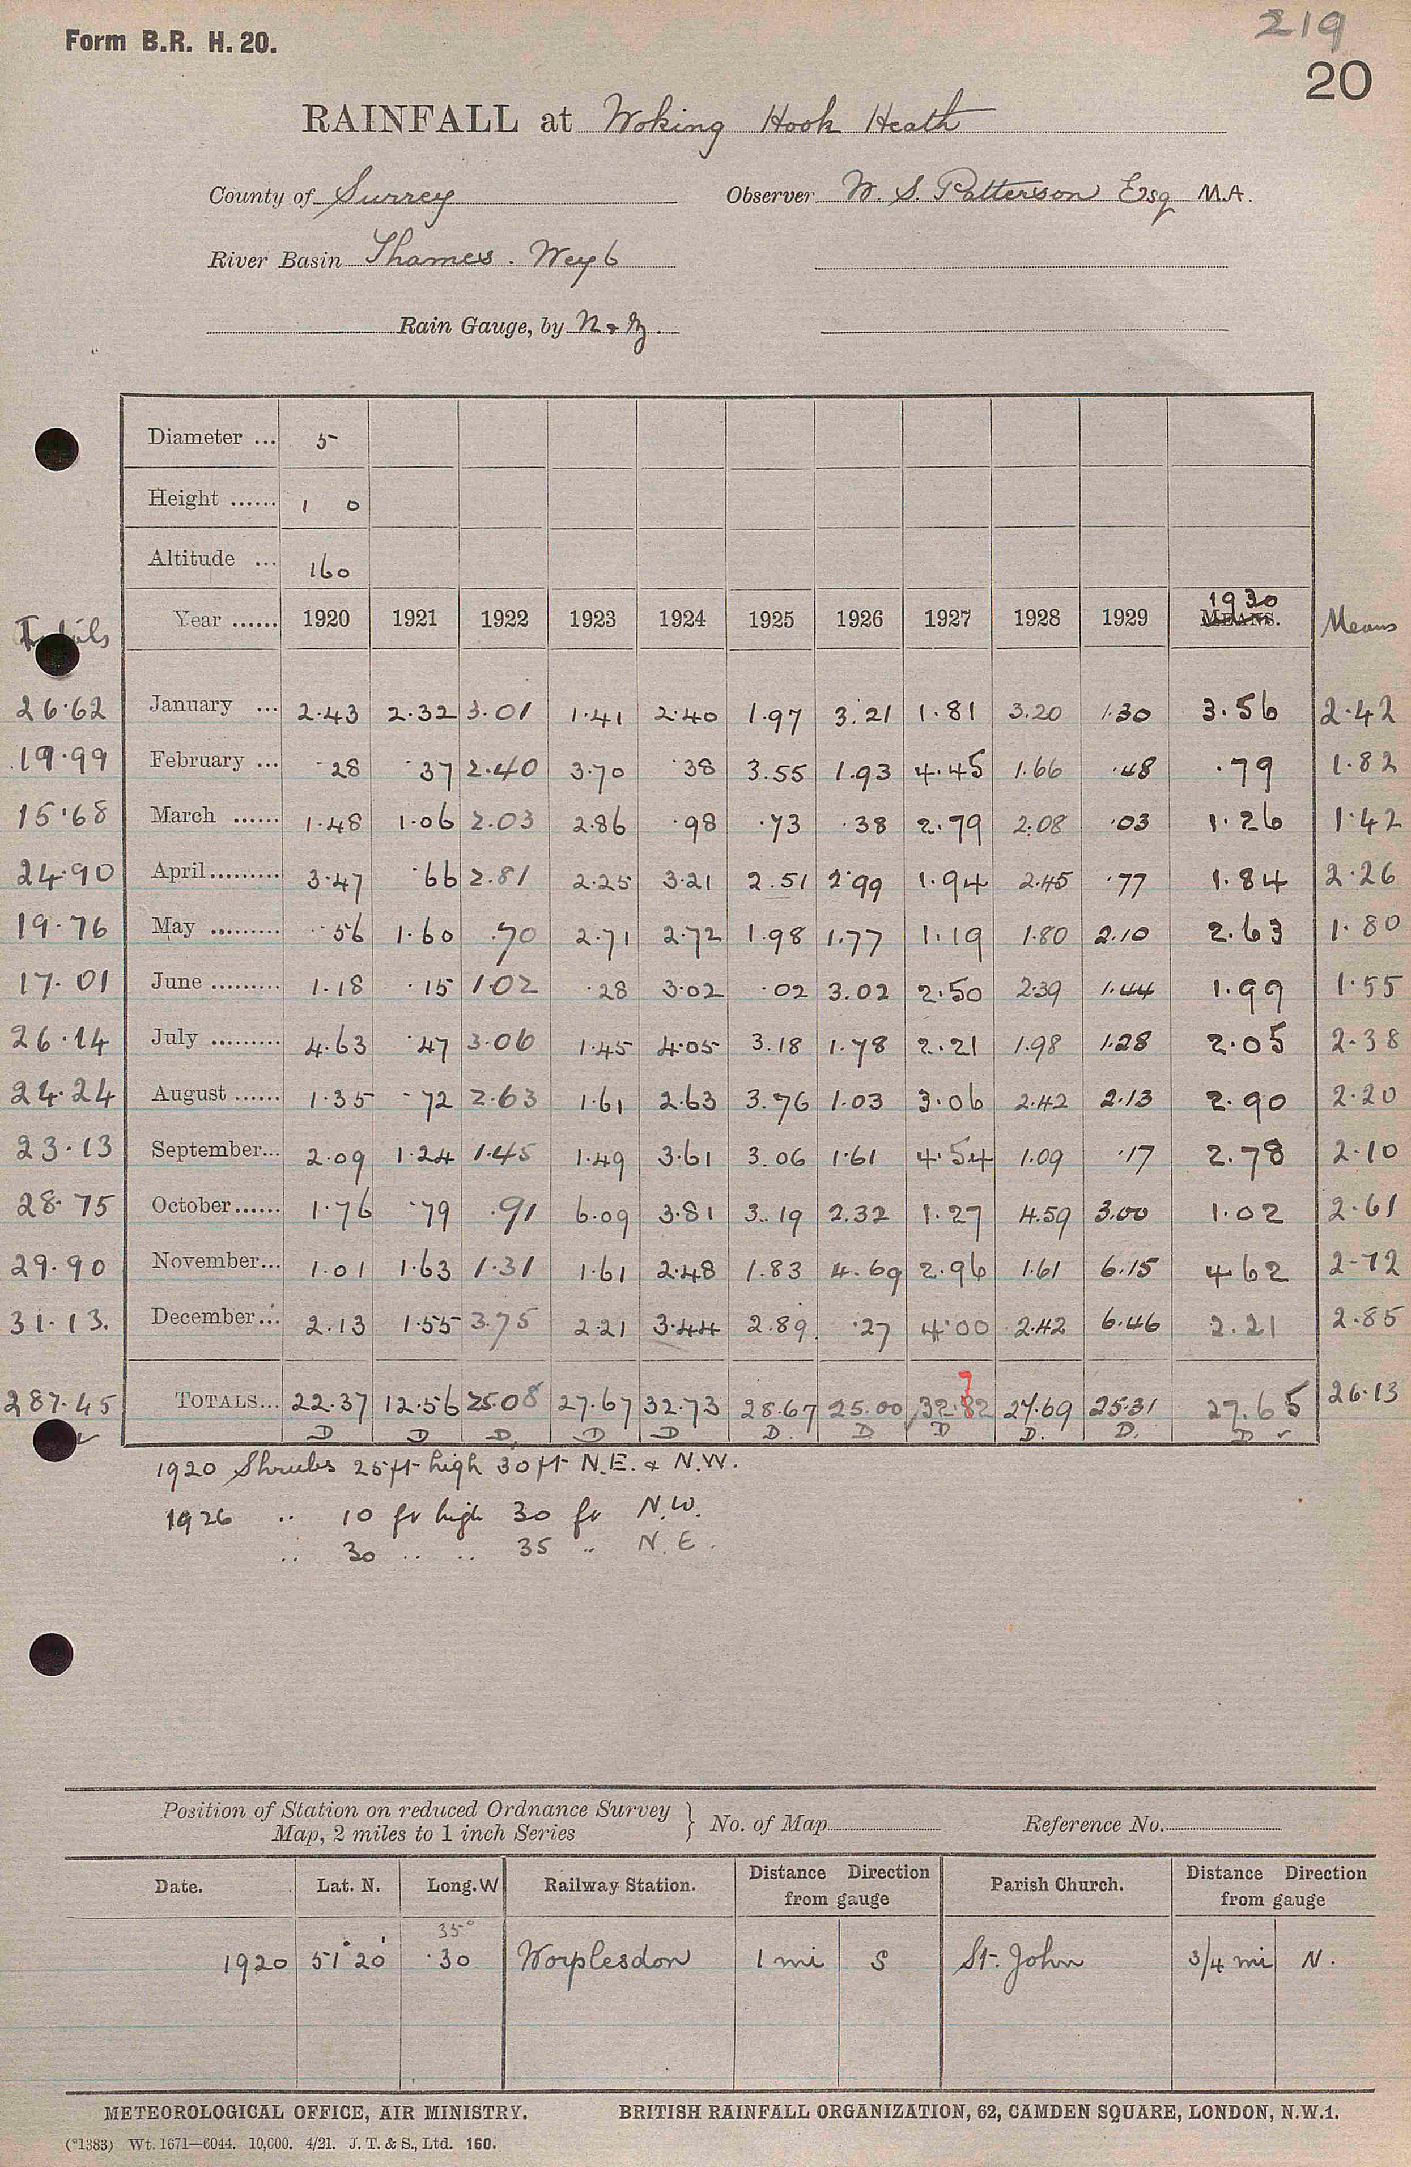 219
Form B.R. H. 20.
20
RAINFALL at Woking Hook Heath
County of Surrey Observer W. S. Patterson Esq M.A.
River Basin Thames . Wey 6
Rain Gauge, by N & Z.
Diameter ... 5
Height ...... 1 0
Altitude ... 160
Totals Year ...... 1920 1921 1922 1923 1924 1925 1926 1927 1928 1929 1930 MEANS. Means
26.62 January ... 2.43 2.32 3.01 1.41 2.40 1.97 3.21 1.81 3.20 1.30 3.56 2.42
19.99 February ... .28 .37 2.40 3.70 .38 3.55 1.93 4.45 1.66 .48 .79 1.82
15.68 March ...... 1.48 1.06 2.03 2.86 .98 .73 .38 2.79 2.08 .03 1.26 1.42
24.90 April ......... 3.47 .66 2.81 2.25 3.21 2.51 2.99 1.94 2.45 .77 1.84 2.26
19.76 May ......... .56 1.60 .70 2.71 2.72 1.98 1.77 1.19 1.80 2.10 2.63 1.80
17.01 June ......... 1.18 .15 1.02 .28 3.02 .02 3.02 2.50 2.39 1.44 1.99 1.55
26.14 July ......... 4.63 .47 3.06 1.45 4.05 3.18 1.78 2.21 1.98 1.28 2.05 2.38
24.24 August ...... 1.35 .72 2.63 1.61 2.63 3.76 1.03 3.06 2.42 2.13 2.90 2.20
23.13 September... 2.09 1.24 1.45 1.49 3.61 3.06 1.61 4.54 1.09 .17 2.78 2.10
28.75 October...... 1.76 .79 .91 6.09 3.81 3.19 2.32 1.27 4.59 3.00 1.02 2.61
29.90 November... 1.01 1.63 1.31 1.61 2.48 1.83 4.69 2.96 1.61 6.15 4.62 2.72
31.13. December... 2.13 1.55 3.75 2.21 3.44 2.89 .27 4.00 2.42 6.46 2.21 2.85
7
287.45 TOTALS... 22.37 12.56 25.08 27.67 32.73 28.67 25.00 32.82 27.69 25.31 27.65 26.13
D D D D D D. D D D. D. D
1920 Shrubs 25 ft high 30 ft N.E. & N.W.
1926 .. 10 ft high 30 ft N.W.
.. 30 .. .. 35 .. N.E.
Position of Station on reduced Ordnance Survey Map, 2 miles to 1 inch Series } No. of Map Reference No.
Date. Lat. N. Long. W Railway Station. Distance Direction from gauge Parish Church. Distance Direction from gauge
35°
1920 51° 20' .30 Worplesdon 1 mi S St. John 3/4 mi N.
METEOROLOGICAL OFFICE, AIR MINISTRY. BRITISH RAINFALL ORGANIZATION, 62, CAMDEN SQUARE, LONDON, N.W.1.
(*1383) Wt. 1671—6044. 10,000. 4/21. J. T. & S., Ltd. 160.